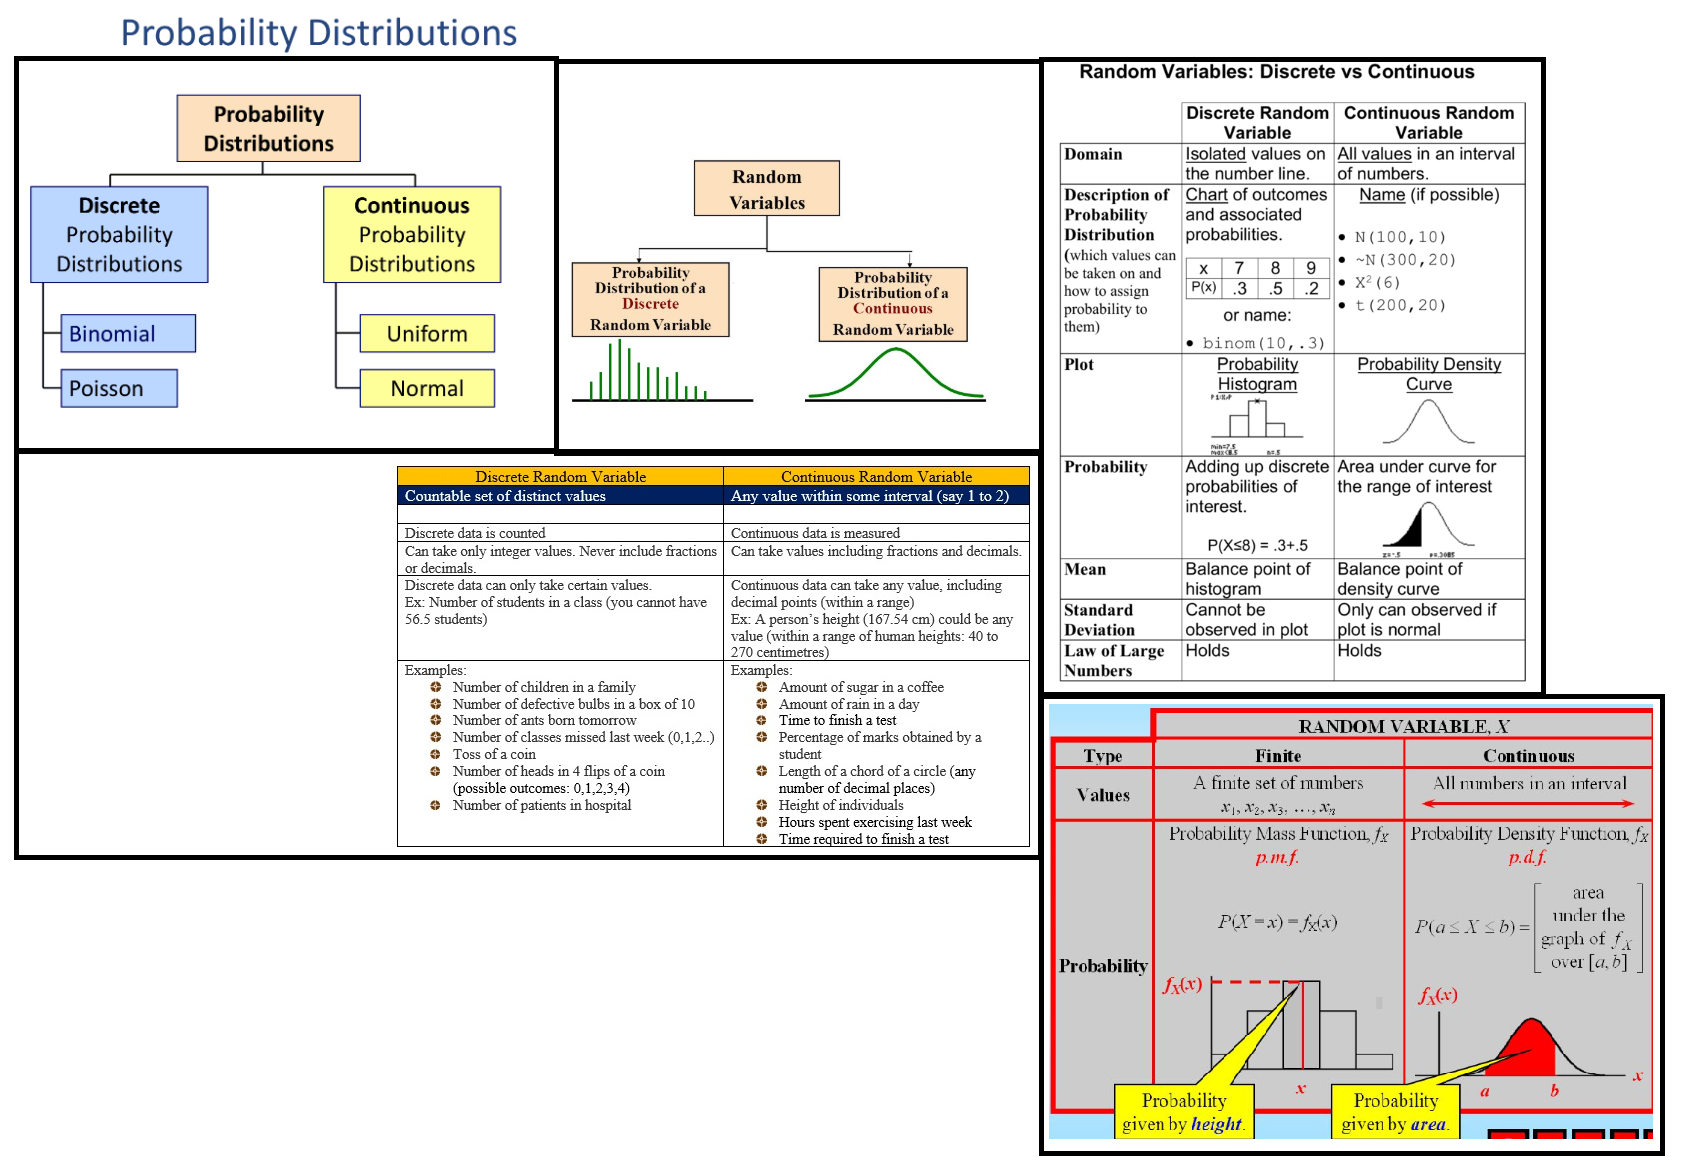 Probability Distributions
Probability
Distributions
Discrete
Probability
Distributions
Continuous
Probability
Distributions
Binomial
Uniform
Poisson
Normal
Random
Variables
Probability
Distribution of a
Discrete
Random Variable
Probability
Distribution of a
Continuous
Random Variable
Random Variables: Discrete vs Continuous
Discrete Random
Variable
Continuous Random
Variable
Domain
Isolated values on
the number line.
All values in an interval
of numbers.
Description of
Probability
Distribution
(which values can
be taken on and
how to assign
probability to
them)
Chart of outcomes
and associated
probabilities.
x 7 8 9
P(x) .3 .5 .2
or name:
• binom(10,.3)
Name (if possible)
• N(100,10)
• ~N(300,20)
• X²(6)
• t(200,20)
Plot
Probability
Histogram
min=7.5
max<8.5 n=.5
Probability Density
Curve
Probability
Adding up discrete
probabilities of
interest.
P(X≤8) = .3+.5
Area under curve for
the range of interest
p=.3085
Mean
Balance point of
histogram
Balance point of
density curve
Standard
Deviation
Cannot be
observed in plot
Only can observed if
plot is normal
Law of Large
Numbers
Holds
Holds
Discrete Random Variable
Continuous Random Variable
Countable set of distinct values
Any value within some interval (say 1 to 2)
Discrete data is counted
Continuous data is measured
Can take only integer values. Never include fractions
or decimals.
Can take values including fractions and decimals.
Discrete data can only take certain values.
Ex: Number of students in a class (you cannot have
56.5 students)
Continuous data can take any value, including
decimal points (within a range)
Ex: A person's height (167.54 cm) could be any
value (within a range of human heights: 40 to
270 centimetres)
Examples:
Number of children in a family
Number of defective bulbs in a box of 10
Number of ants born tomorrow
Number of classes missed last week (0,1,2..)
Toss of a coin
Number of heads in 4 flips of a coin
(possible outcomes: 0,1,2,3,4)
Number of patients in hospital
Examples:
Amount of sugar in a coffee
Amount of rain in a day
Time to finish a test
Percentage of marks obtained by a
student
Length of a chord of a circle (any
number of decimal places)
Height of individuals
Hours spent exercising last week
Time required to finish a test
RANDOM VARIABLE, X
Type
Finite
Continuous
Values
A finite set of numbers
x₁, x₂, x₃, …, xₙ
All numbers in an interval
Probability
Probability Mass Function, fX
p.m.f.
P(X = x) = fX(x)
fX(x)
x
Probability
given by height.
Probability Density Function, fX
p.d.f.
P(a ≤ X ≤ b) =
area
under the
graph of fX
over [a, b]
fX(x)
a
b
x
Probability
given by area.